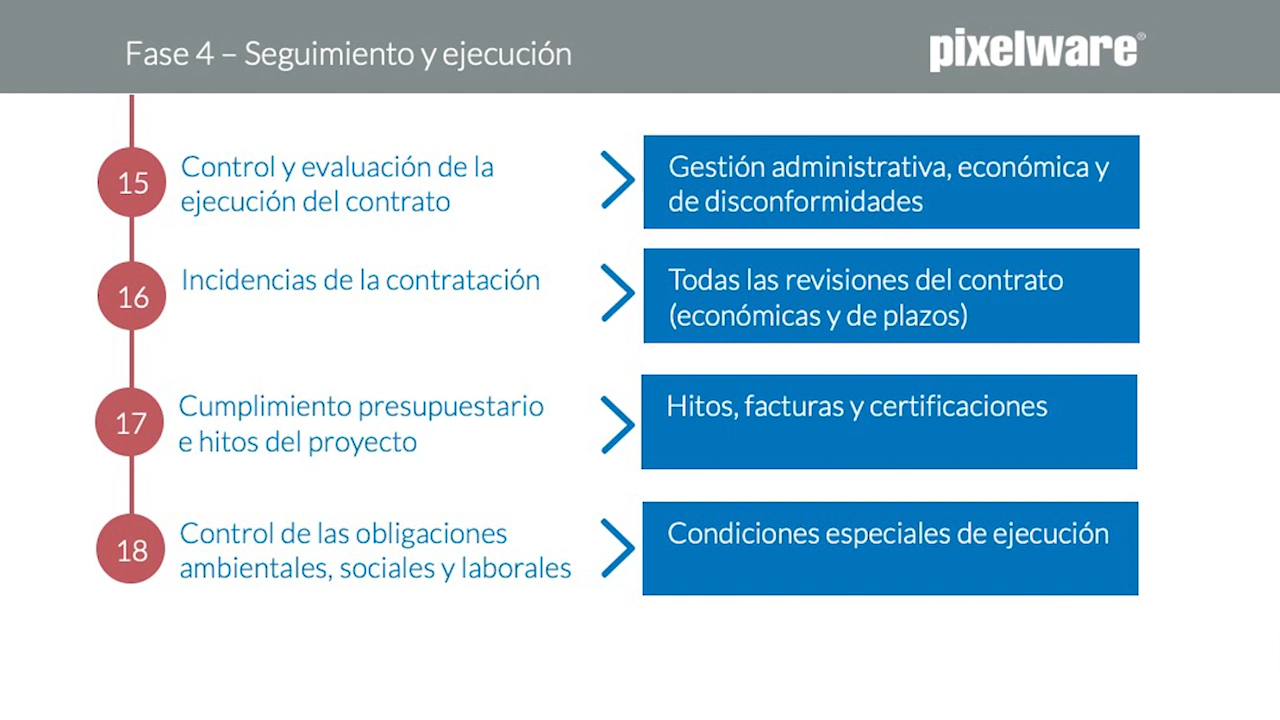 Fase 4 – Seguimiento y ejecución
pixelware®
15
Control y evaluación de la
ejecución del contrato
Gestión administrativa, económica y
de disconformidades
16
Incidencias de la contratación
Todas las revisiones del contrato
(económicas y de plazos)
17
Cumplimiento presupuestario
e hitos del proyecto
Hitos, facturas y certificaciones
18
Control de las obligaciones
ambientales, sociales y laborales
Condiciones especiales de ejecución